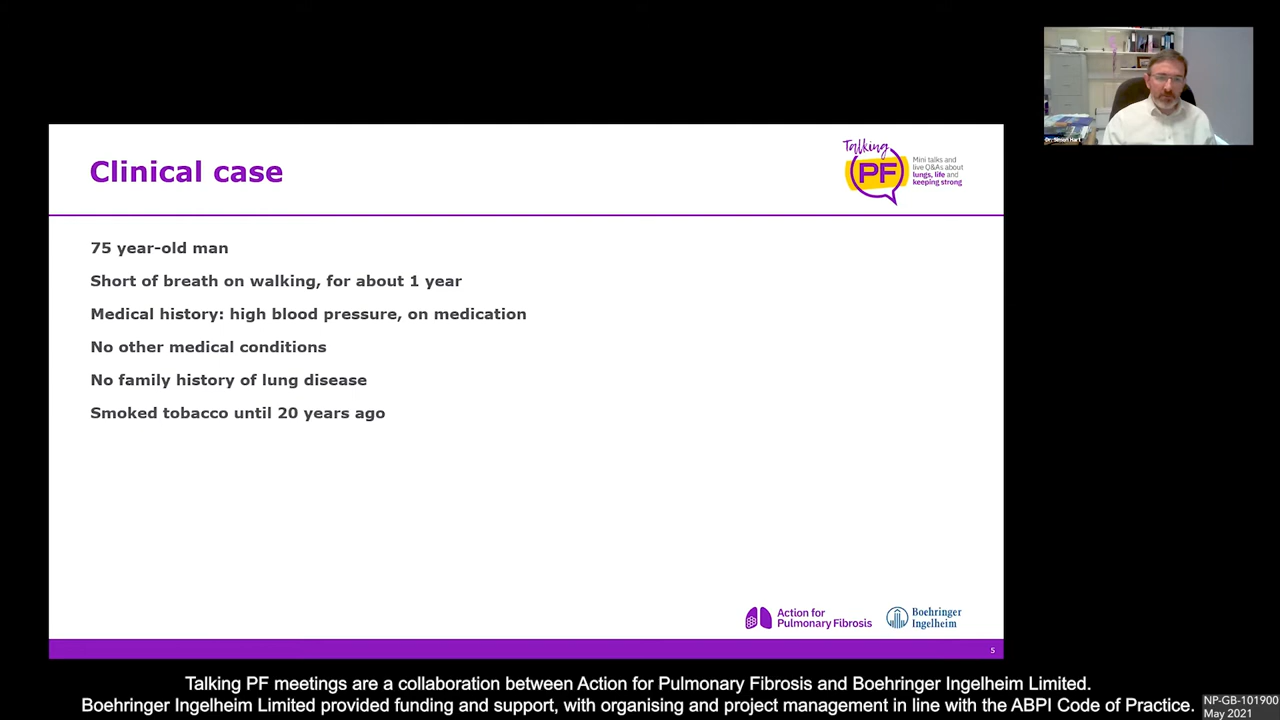 Dr. Simon Hart
Clinical case
Talking
PF
Mini talks and
live Q&As about
lungs, life and
keeping strong
75 year-old man
Short of breath on walking, for about 1 year
Medical history: high blood pressure, on medication
No other medical conditions
No family history of lung disease
Smoked tobacco until 20 years ago
Action for
Pulmonary Fibrosis
Boehringer
Ingelheim
5
Talking PF meetings are a collaboration between Action for Pulmonary Fibrosis and Boehringer Ingelheim Limited.
Boehringer Ingelheim Limited provided funding and support, with organising and project management in line with the ABPI Code of Practice.
NP-GB-101900
May 2021